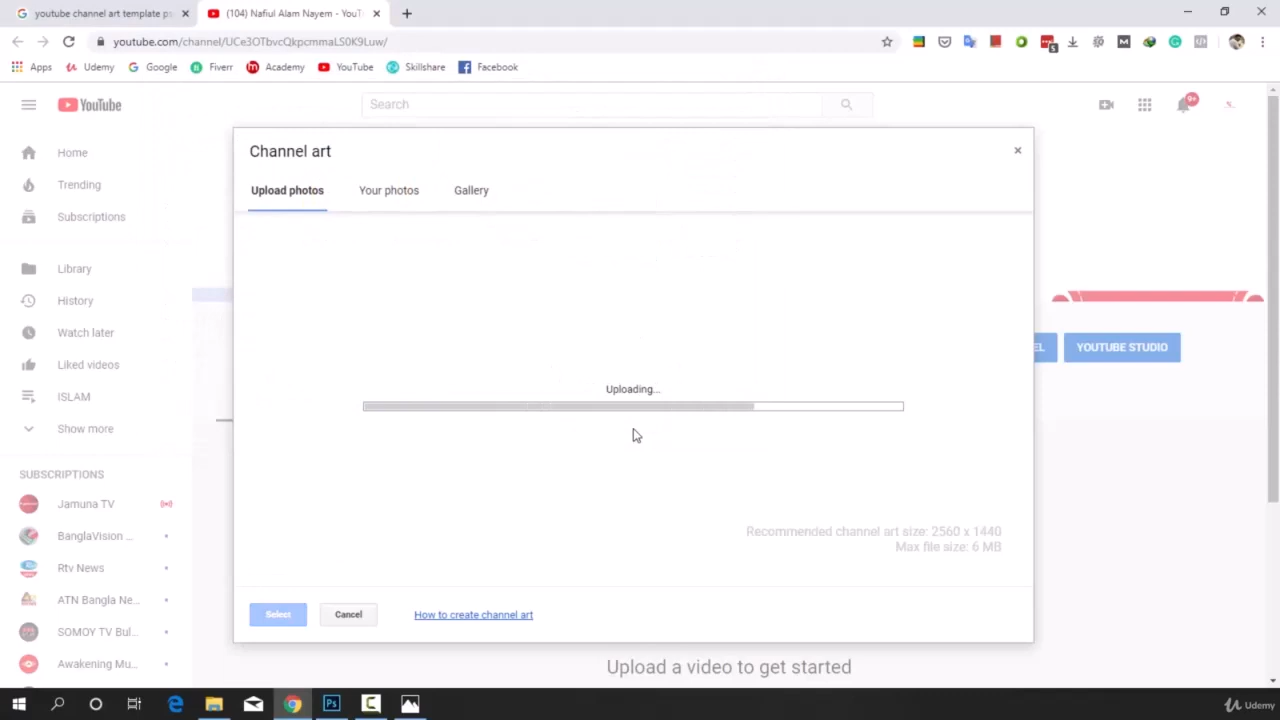 youtube channel art template ps
(104) Nafiul Alam Nayem - YouT
youtube.com/channel/UCe3OTbvcQkpcmmaLS0K9Luw/
Apps
Udemy
Google
Fiverr
Academy
YouTube
Skillshare
Facebook
YouTube
Search
9+
Home
Trending
Subscriptions
Library
History
Watch later
Liked videos
ISLAM
Show more
SUBSCRIPTIONS
Jamuna TV
BanglaVision ...
Rtv News
ATN Bangla Ne...
SOMOY TV Bul...
Awakening Mu...
Channel art
Upload photos
Your photos
Gallery
Uploading...
Recommended channel art size: 2560 x 1440
Max file size: 6 MB
Select
Cancel
How to create channel art
EL
YOUTUBE STUDIO
Upload a video to get started
Udemy